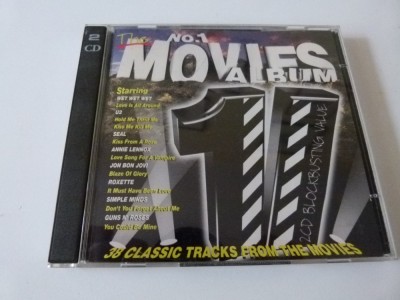 2
CD
The
NO.1
MOVIES
ALBUM
Starring
WET WET WET
Love Is All Around
U2
Hold Me Thrill Me
Kiss Me Kill Me
SEAL
Kiss From A Rose
ANNIE LENNOX
Love Song For A Vampire
JON BON JOVI
Blaze Of Glory
ROXETTE
It Must Have Been Love
SIMPLE MINDS
Don't You Forget About Me
GUNS N' ROSES
You Could Be Mine
1
2CD BLOCKBUSTING VALUE
38 CLASSIC TRACKS FROM THE MOVIES